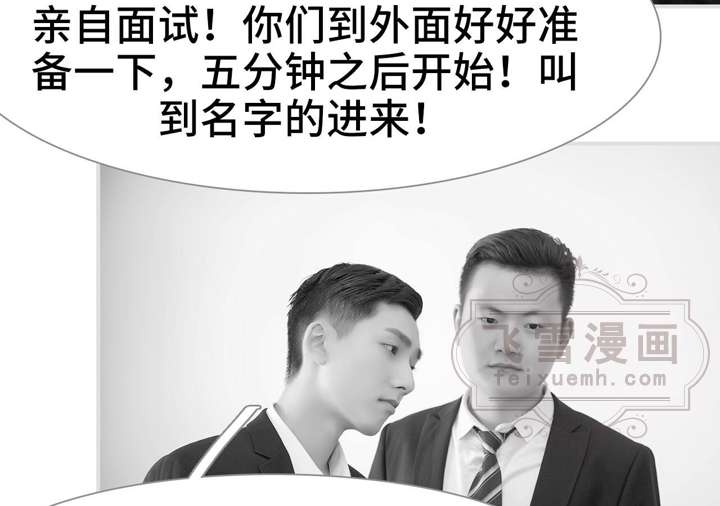 亲自面试！你们到外面好好准
备一下，五分钟之后开始！叫
到名字的进来！
飞雪漫画
feixuemh.com